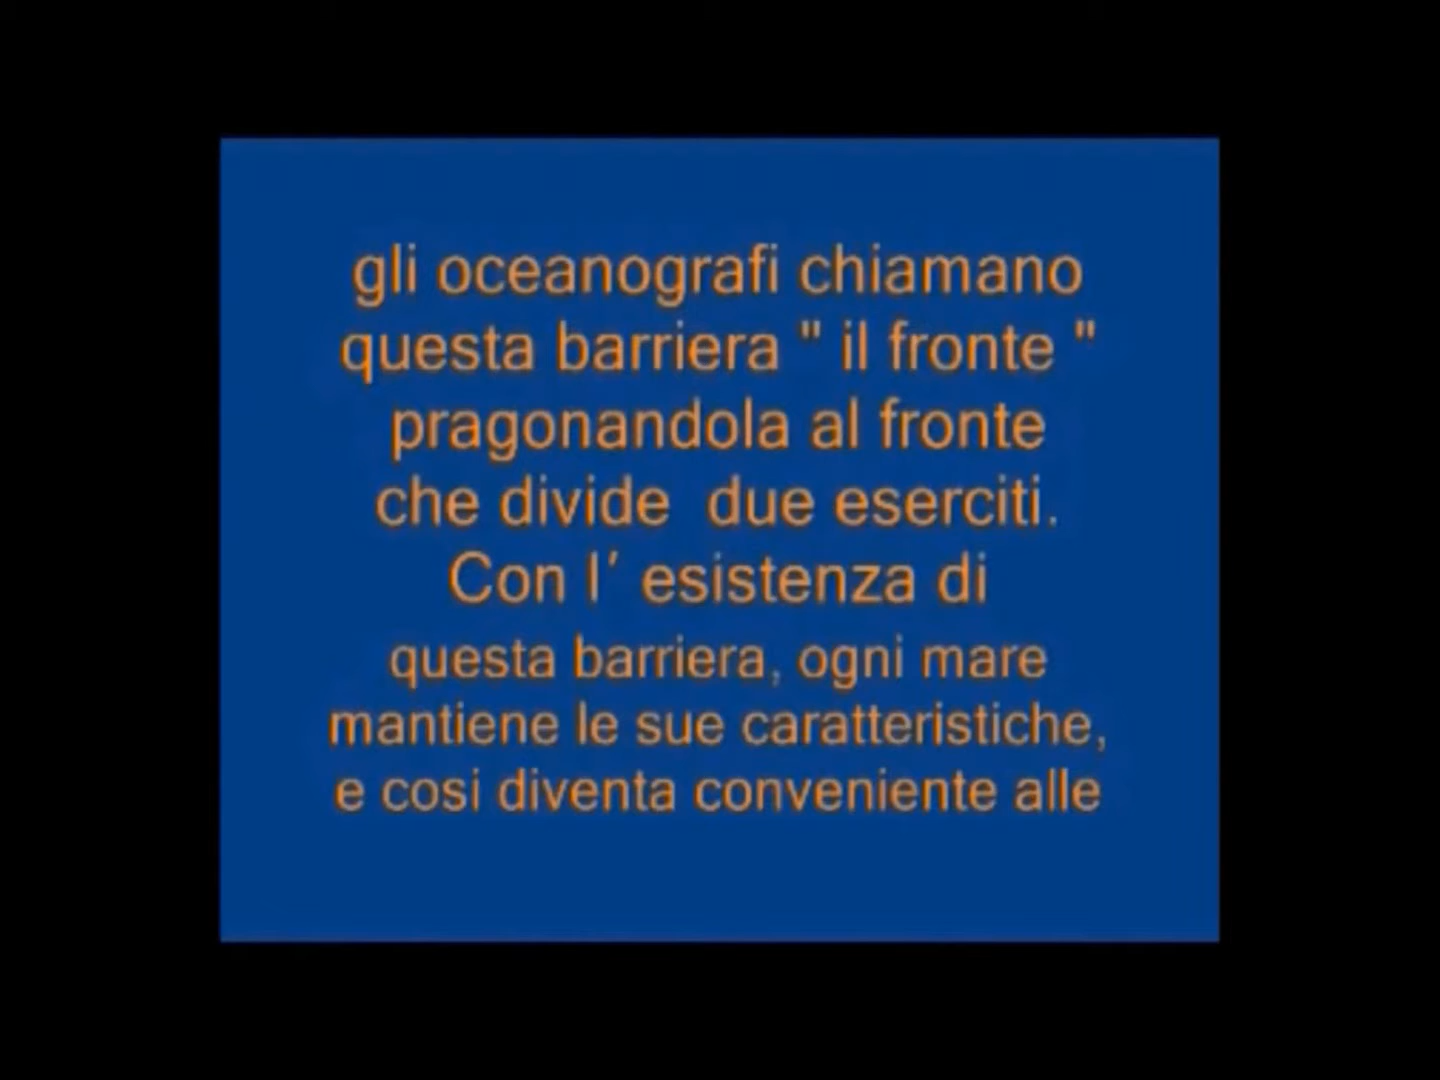 gli oceanografi chiamano
questa barriera " il fronte "
pragonandola al fronte
che divide  due eserciti.
Con l′ esistenza di
questa barriera, ogni mare
mantiene le sue caratteristiche,
e cosi diventa conveniente alle